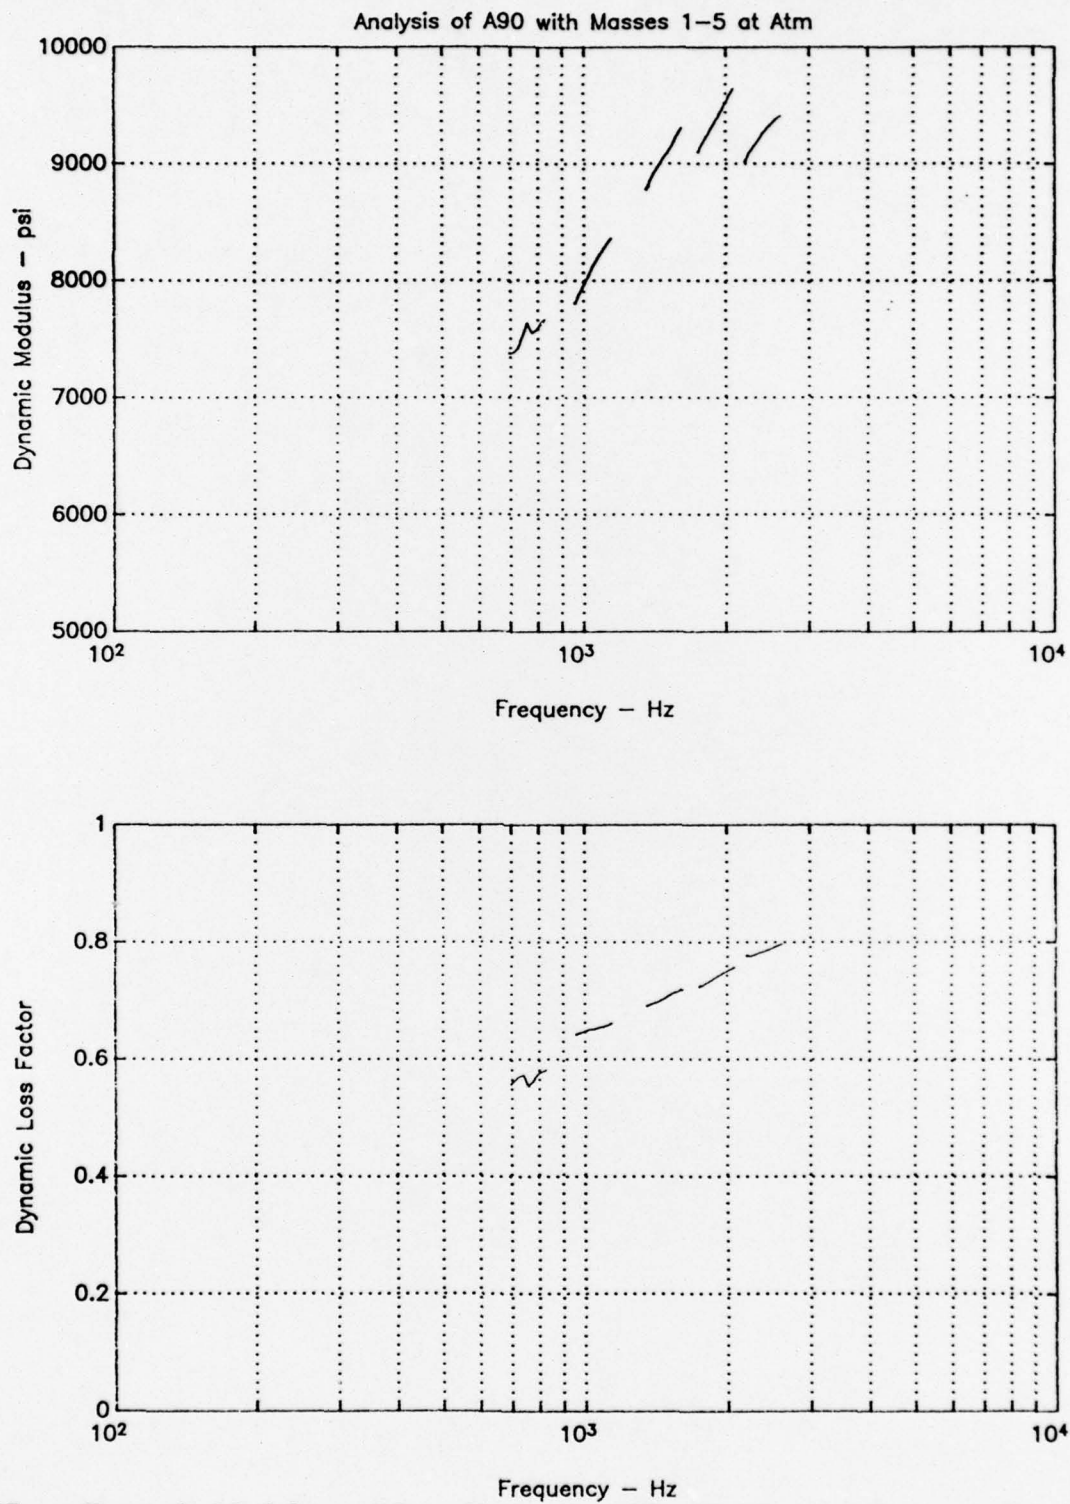 Analysis of A90 with Masses 1-5 at Atm
10000
9000
8000
7000
6000
5000
Dynamic Modulus - psi
10² 10³ 10⁴
Frequency - Hz
1
0.8
0.6
0.4
0.2
0
Dynamic Loss Factor
10² 10³ 10⁴
Frequency - Hz